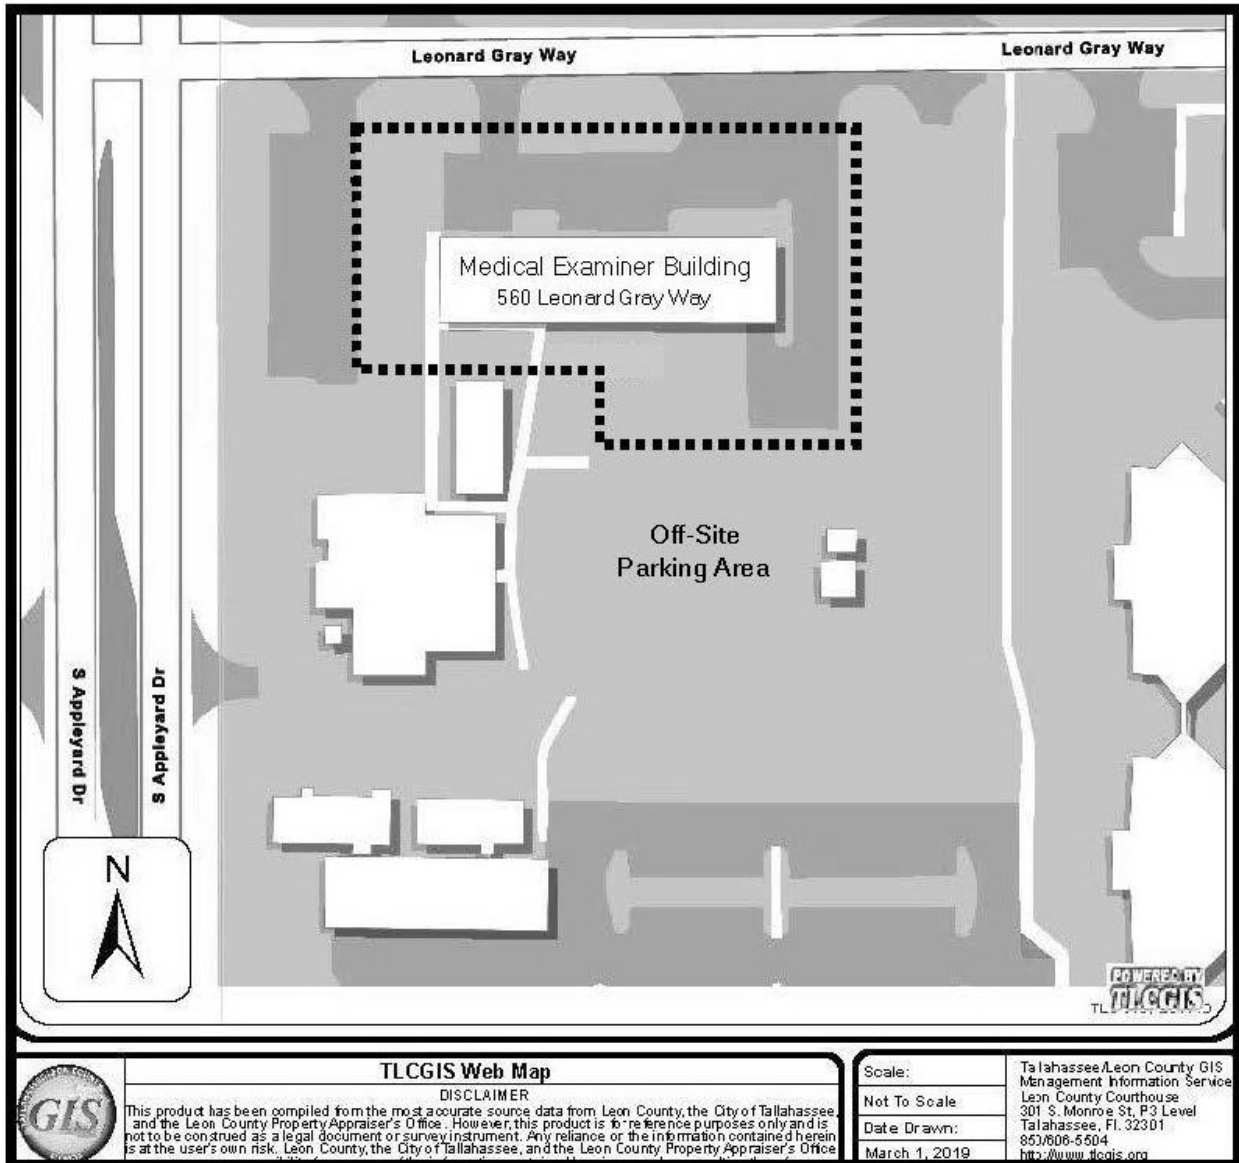 Leonard Gray Way
Leonard Gray Way
Medical Examiner Building
560 Leonard Gray Way
Off-Site
Parking Area
S Appleyard Dr
S Appleyard Dr
N
POWERED BY
TLCGIS
GIS
TLCGIS Web Map
DISCLAIMER
This product has been compiled from the most accurate source data from Leon County, the City of Tallahassee,
and the Leon County Property Appraiser's Office. However, this product is for reference purposes only and is
not to be construed as a legal document or survey instrument. Any reliance on the information contained herein
is at the user's own risk. Leon County, the City of Tallahassee, and the Leon County Property Appraiser's Office
Scale:
Not To Scale
Date Drawn:
March 1, 2019
Tallahassee/Leon County GIS
Management Information Service
Leon County Courthouse
301 S. Monroe St, P3 Level
Tallahassee, Fl. 32301
850/606-5504
http://www.tlcgis.org